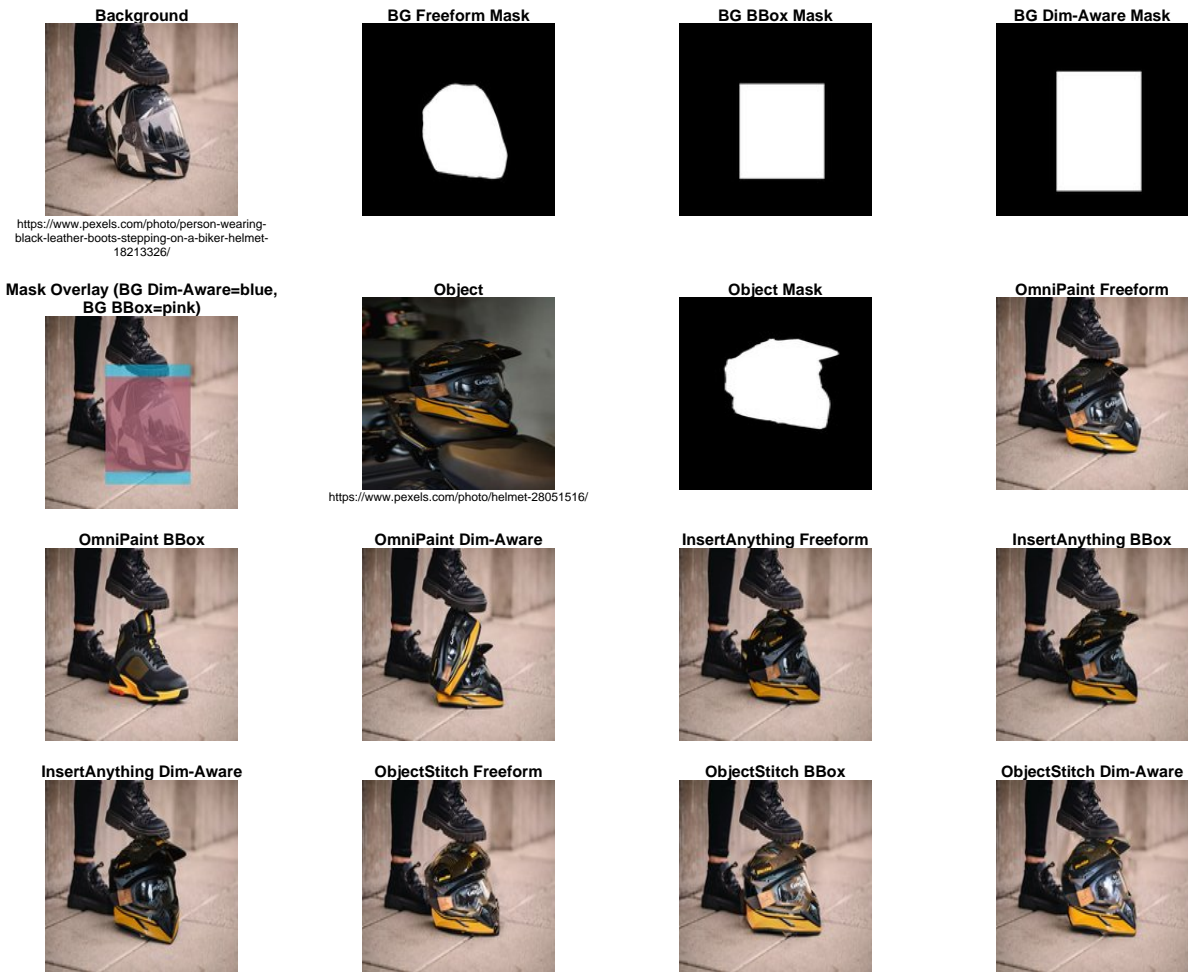 Background
BG Freeform Mask
BG BBox Mask
BG Dim-Aware Mask
https://www.pexels.com/photo/person-wearing-
black-leather-boots-stepping-on-a-biker-helmet-
18213326/
Mask Overlay (BG Dim-Aware=blue,
BG BBox=pink)
Object
Object Mask
OmniPaint Freeform
https://www.pexels.com/photo/helmet-28051516/
OmniPaint BBox
OmniPaint Dim-Aware
InsertAnything Freeform
InsertAnything BBox
InsertAnything Dim-Aware
ObjectStitch Freeform
ObjectStitch BBox
ObjectStitch Dim-Aware